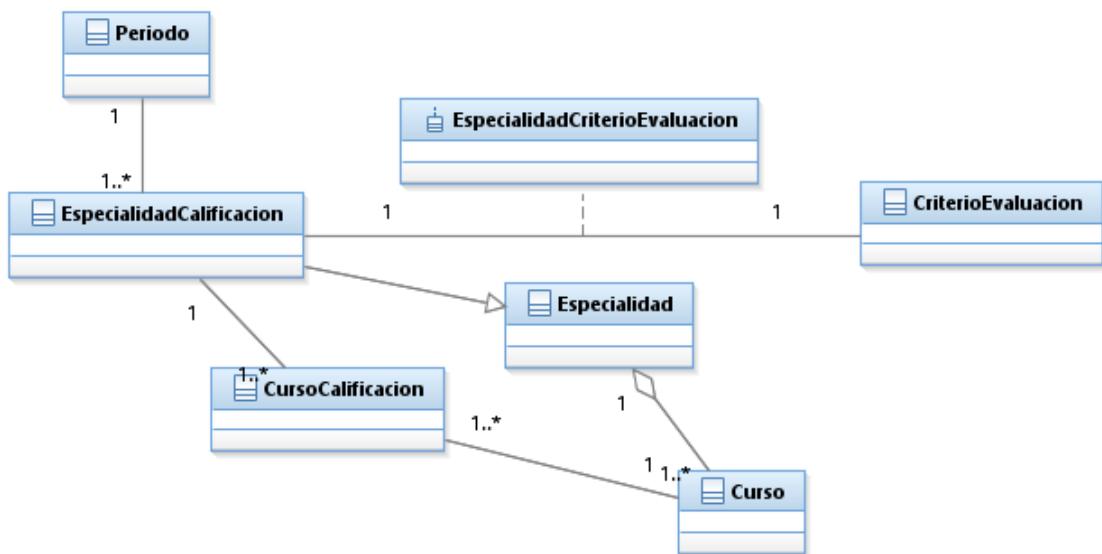 Periodo
1
1..*
EspecialidadCriterioEvaluacion
EspecialidadCalificacion
1
1
CriterioEvaluacion
Especialidad
1
1..*
CursoCalificacion
1
1..*
1
1..*
Curso